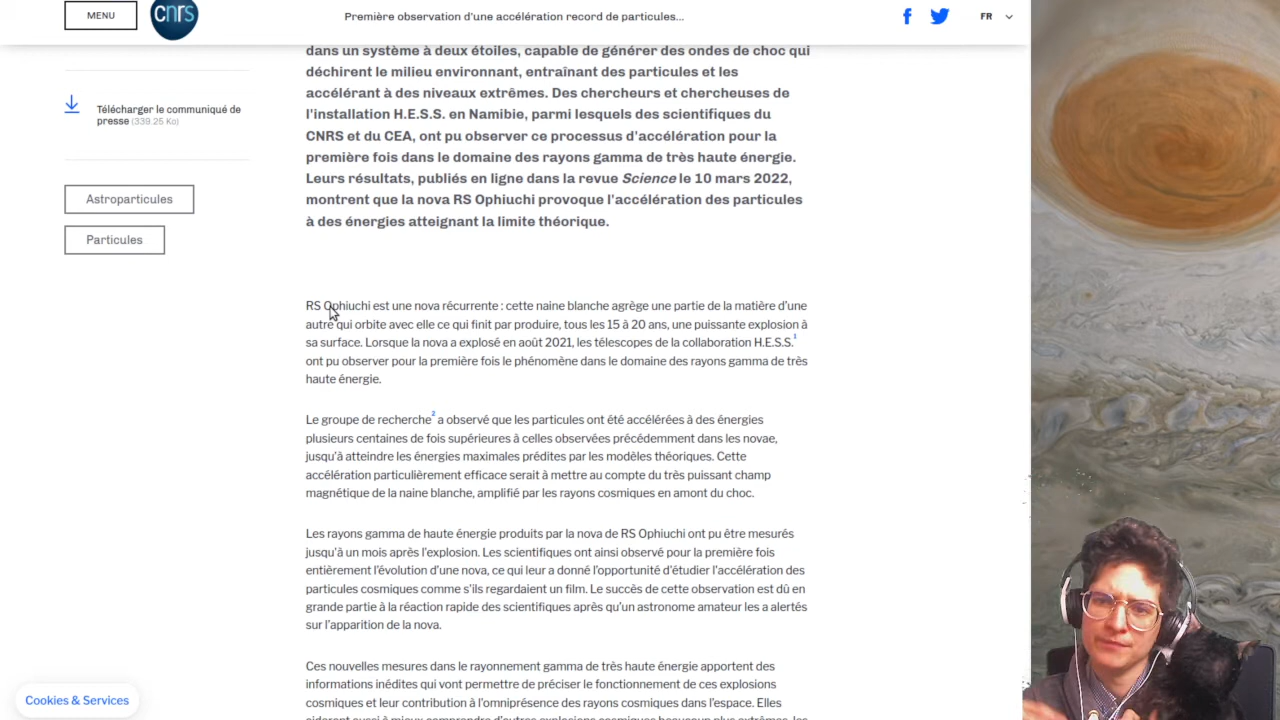 MENU
cnrs
Première observation d'une accélération record de particules...
FR
Télécharger le communiqué de
presse (339.25 Ko)
Astroparticules
Particules
dans un système à deux étoiles, capable de générer des ondes de choc qui
déchirent le milieu environnant, entraînant des particules et les
accélérant à des niveaux extrêmes. Des chercheurs et chercheuses de
l'installation H.E.S.S. en Namibie, parmi lesquels des scientifiques du
CNRS et du CEA, ont pu observer ce processus d'accélération pour la
première fois dans le domaine des rayons gamma de très haute énergie.
Leurs résultats, publiés en ligne dans la revue Science le 10 mars 2022,
montrent que la nova RS Ophiuchi provoque l'accélération des particules
à des énergies atteignant la limite théorique.
RS Ophiuchi est une nova récurrente : cette naine blanche agrège une partie de la matière d'une
autre qui orbite avec elle ce qui finit par produire, tous les 15 à 20 ans, une puissante explosion à
sa surface. Lorsque la nova a explosé en août 2021, les télescopes de la collaboration H.E.S.S.1
ont pu observer pour la première fois le phénomène dans le domaine des rayons gamma de très
haute énergie.
Le groupe de recherche2 a observé que les particules ont été accélérées à des énergies
plusieurs centaines de fois supérieures à celles observées précédemment dans les novae,
jusqu'à atteindre les énergies maximales prédites par les modèles théoriques. Cette
accélération particulièrement efficace serait à mettre au compte du très puissant champ
magnétique de la naine blanche, amplifié par les rayons cosmiques en amont du choc.
Les rayons gamma de haute énergie produits par la nova de RS Ophiuchi ont pu être mesurés
jusqu'à un mois après l'explosion. Les scientifiques ont ainsi observé pour la première fois
entièrement l'évolution d'une nova, ce qui leur a donné l'opportunité d'étudier l'accélération des
particules cosmiques comme s'ils regardaient un film. Le succès de cette observation est dû en
grande partie à la réaction rapide des scientifiques après qu'un astronome amateur les a alertés
sur l'apparition de la nova.
Ces nouvelles mesures dans le rayonnement gamma de très haute énergie apportent des
informations inédites qui vont permettre de préciser le fonctionnement de ces explosions
cosmiques et leur contribution à l'omniprésence des rayons cosmiques dans l'espace. Elles
Cookies & Services